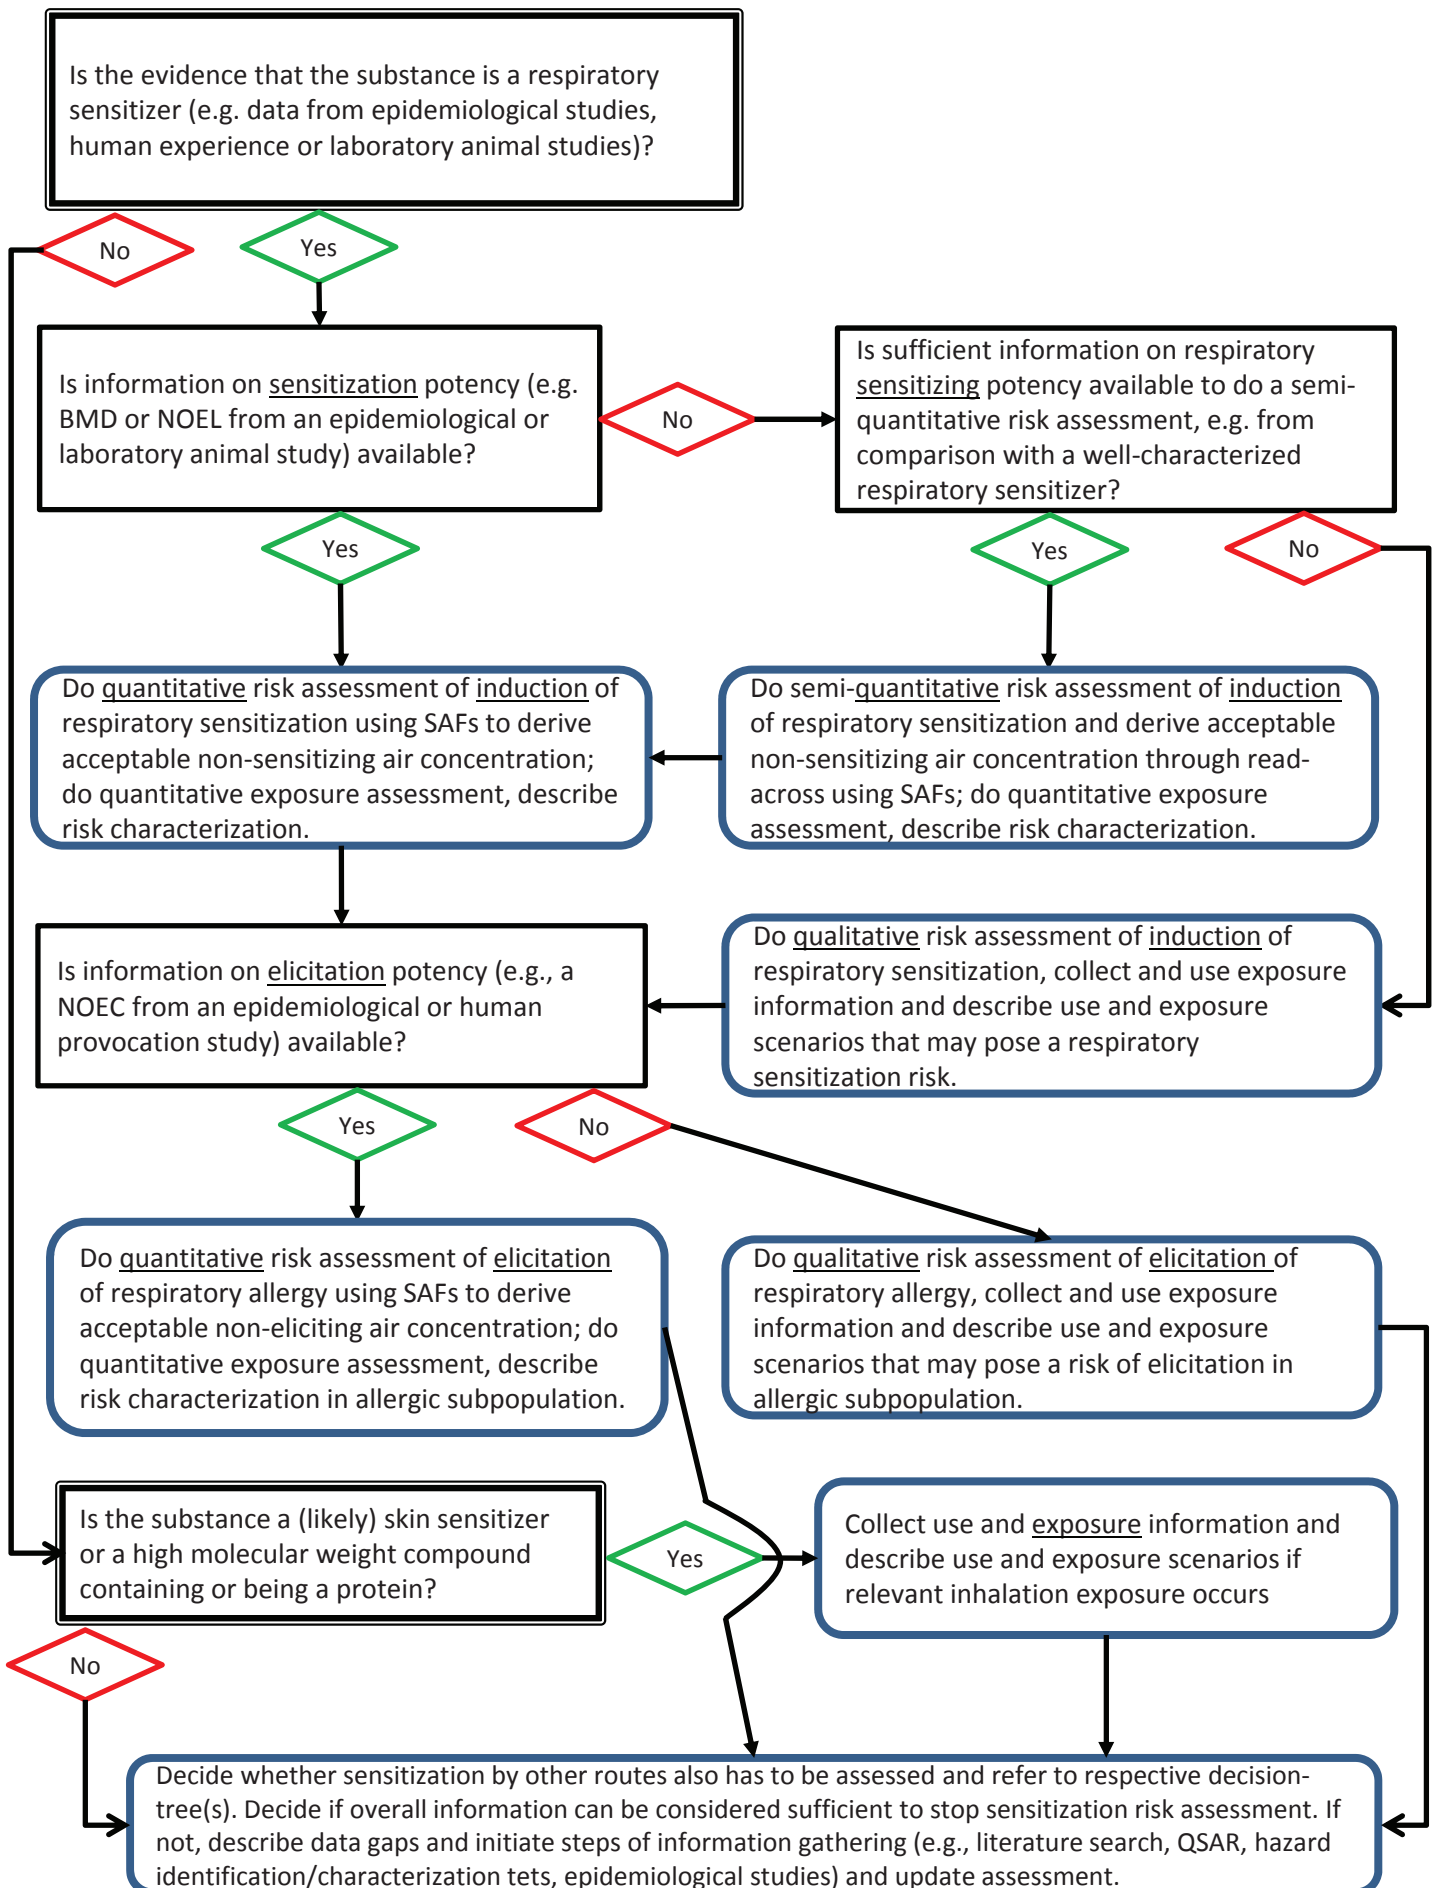 Is the evidence that the substance is a respiratory
sensitizer (e.g. data from epidemiological studies,
human experience or laboratory animal studies)?
No
Yes
Is information on sensitization potency (e.g.
BMD or NOEL from an epidemiological or
laboratory animal study) available?
No
Is sufficient information on respiratory
sensitizing potency available to do a semi-
quantitative risk assessment, e.g. from
comparison with a well-characterized
respiratory sensitizer?
Yes
Yes
No
Do quantitative risk assessment of induction of
respiratory sensitization using SAFs to derive
acceptable non-sensitizing air concentration;
do quantitative exposure assessment, describe
risk characterization.
Do semi-quantitative risk assessment of induction
of respiratory sensitization and derive acceptable
non-sensitizing air concentration through read-
across using SAFs; do quantitative exposure
assessment, describe risk characterization.
Is information on elicitation potency (e.g., a
NOEC from an epidemiological or human
provocation study) available?
Do qualitative risk assessment of induction of
respiratory sensitization, collect and use exposure
information and describe use and exposure
scenarios that may pose a respiratory
sensitization risk.
Yes
No
Do quantitative risk assessment of elicitation
of respiratory allergy using SAFs to derive
acceptable non-eliciting air concentration; do
quantitative exposure assessment, describe
risk characterization in allergic subpopulation.
Do qualitative risk assessment of elicitation of
respiratory allergy, collect and use exposure
information and describe use and exposure
scenarios that may pose a risk of elicitation in
allergic subpopulation.
Is the substance a (likely) skin sensitizer
or a high molecular weight compound
containing or being a protein?
Yes
Collect use and exposure information and
describe use and exposure scenarios if
relevant inhalation exposure occurs
No
Decide whether sensitization by other routes also has to be assessed and refer to respective decision-
tree(s). Decide if overall information can be considered sufficient to stop sensitization risk assessment. If
not, describe data gaps and initiate steps of information gathering (e.g., literature search, QSAR, hazard
identification/characterization tets, epidemiological studies) and update assessment.